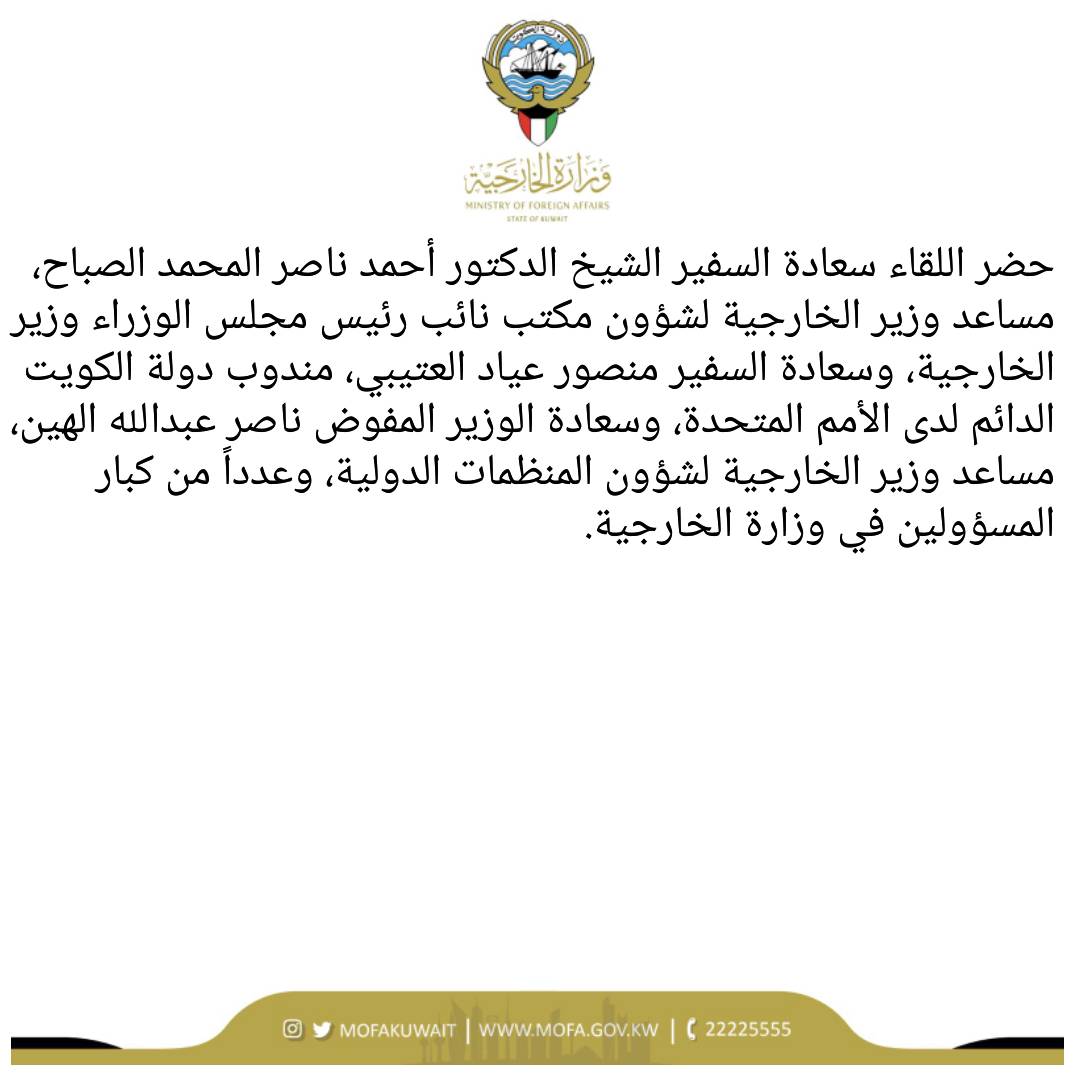 دولة الكويت
وزارة الخارجية
MINISTRY OF FOREIGN AFFAIRS
STATE OF KUWAIT
حضر اللقاء سعادة السفير الشيخ الدكتور أحمد ناصر المحمد الصباح،
مساعد وزير الخارجية لشؤون مكتب نائب رئيس مجلس الوزراء وزير
الخارجية، وسعادة السفير منصور عياد العتيبي، مندوب دولة الكويت
الدائم لدى الأمم المتحدة، وسعادة الوزير المفوض ناصر عبدالله الهين،
مساعد وزير الخارجية لشؤون المنظمات الدولية، وعدداً من كبار
المسؤولين في وزارة الخارجية.
MOFAKUWAIT | WWW.MOFA.GOV.KW | 22225555